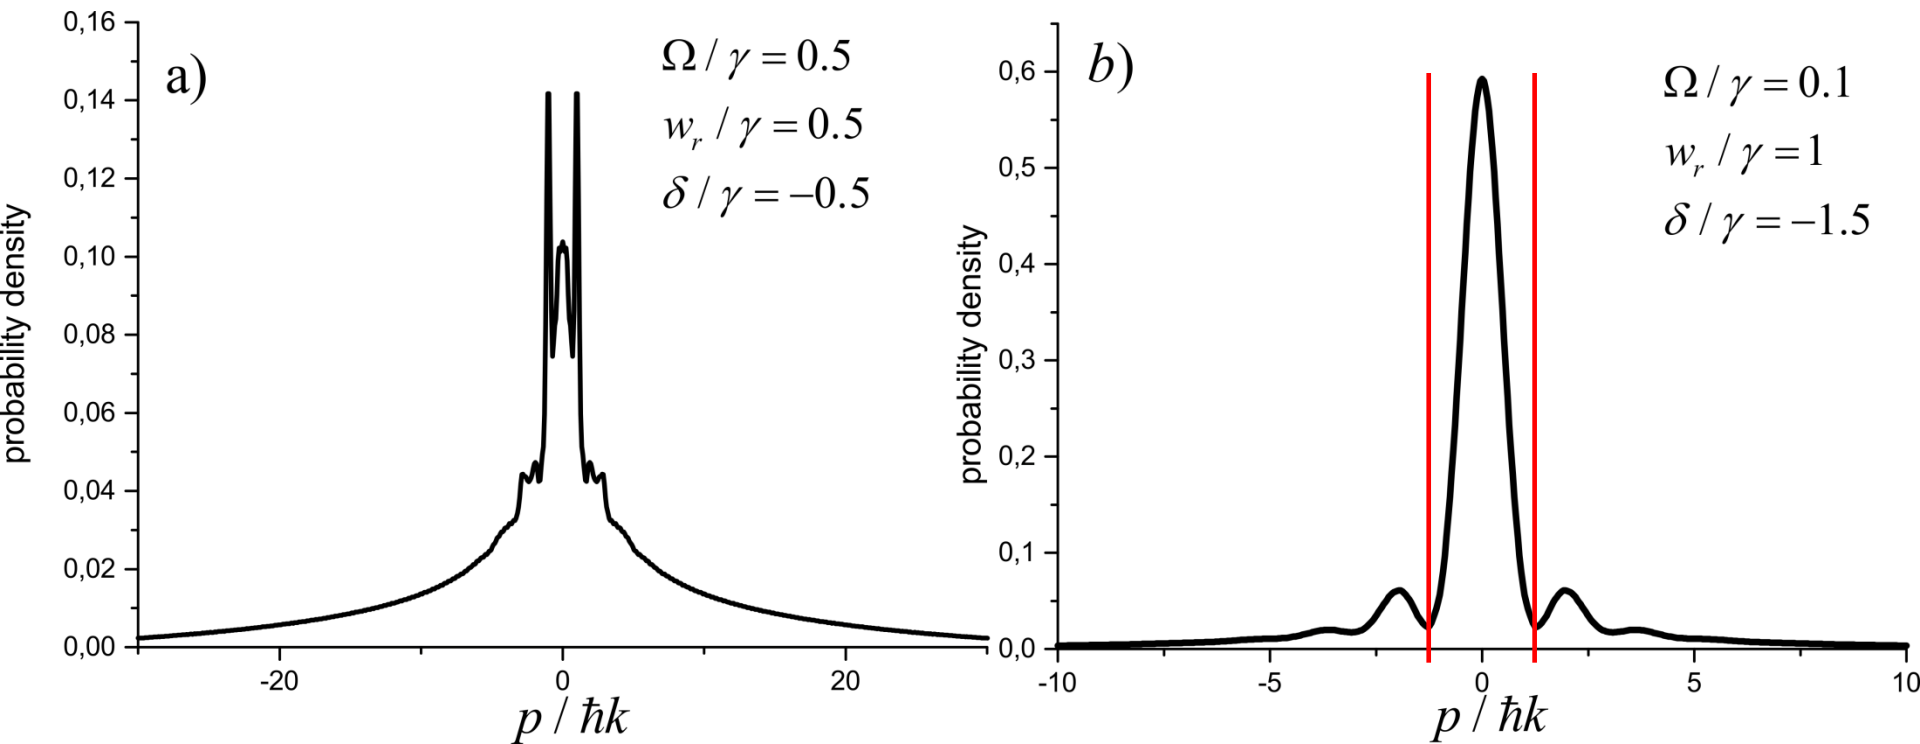 a)
Ω / γ = 0.5
w_r / γ = 0.5
δ / γ = −0.5
probability density
0,16
0,14
0,12
0,10
0,08
0,06
0,04
0,02
0,00
-20
0
20
p / ħk
b)
Ω / γ = 0.1
w_r / γ = 1
δ / γ = −1.5
probability density
0,6
0,5
0,4
0,3
0,2
0,1
0,0
-10
-5
0
5
10
p / ħk